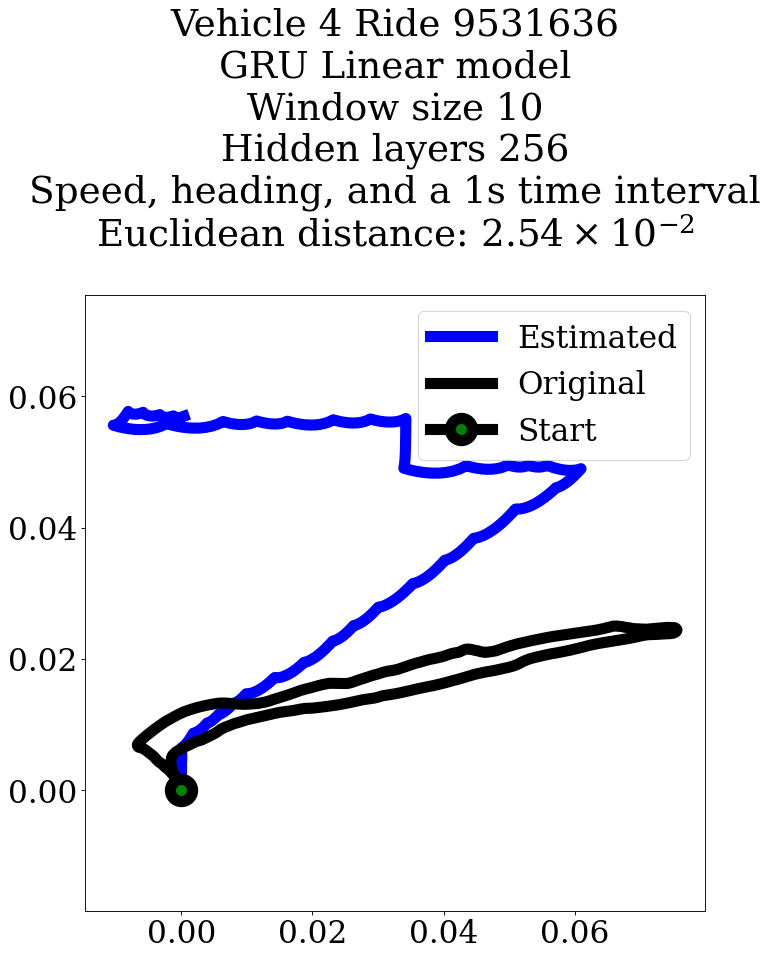 Vehicle 4 Ride 9531636
GRU Linear model
Window size 10
Hidden layers 256
Speed, heading, and a 1s time interval
Euclidean distance: 2.54 × 10⁻²
Estimated
Original
Start
0.06
0.04
0.02
0.00
0.00 0.02 0.04 0.06